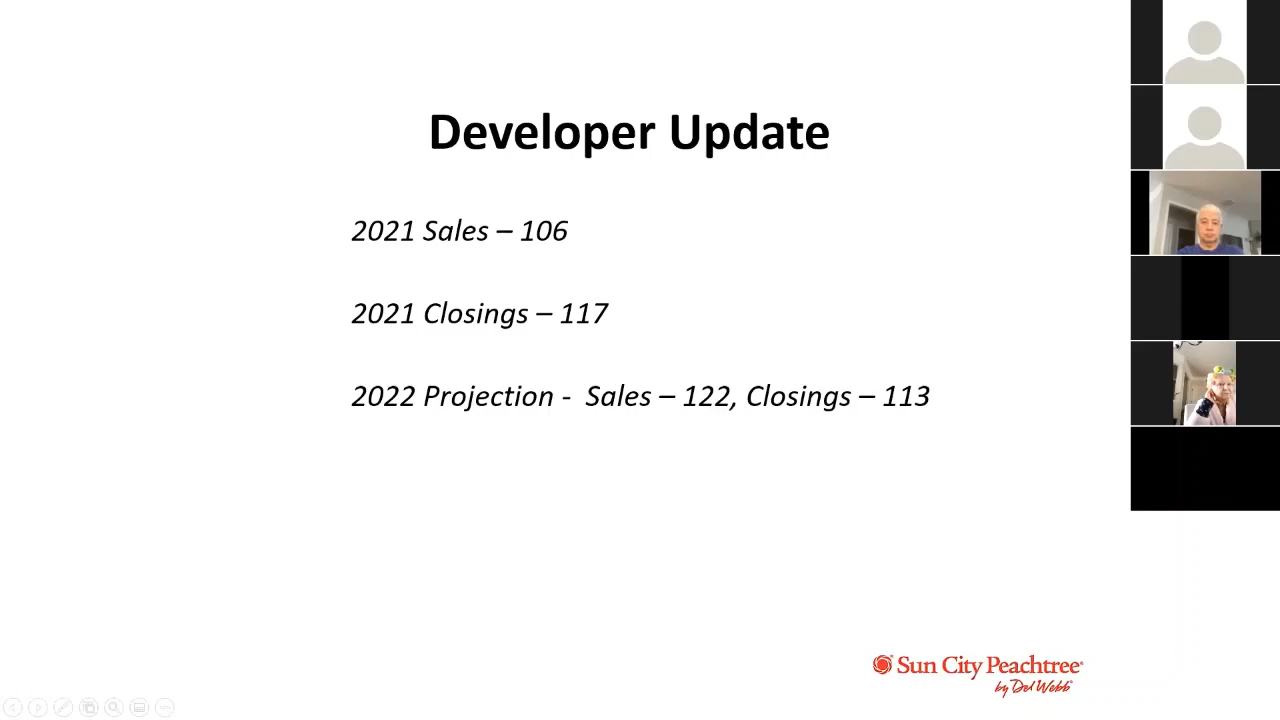 Developer Update
2021 Sales – 106
2021 Closings – 117
2022 Projection -  Sales – 122, Closings – 113
Sun City Peachtree®
by Del Webb®